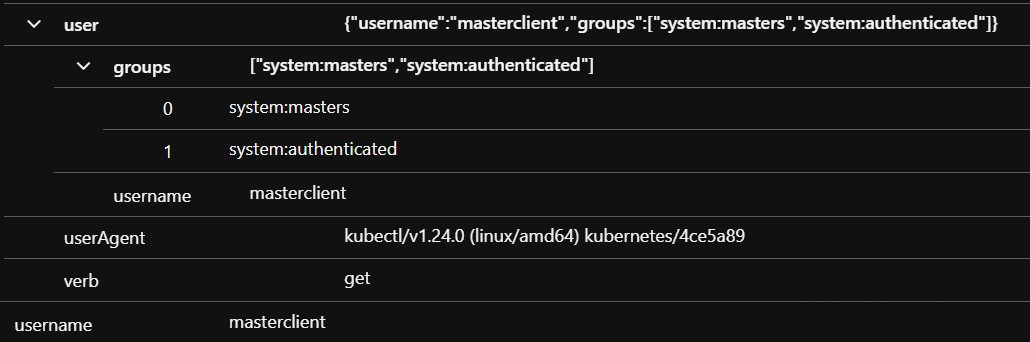 user {"username":"masterclient","groups":["system:masters","system:authenticated"]}
groups ["system:masters","system:authenticated"]
0 system:masters
1 system:authenticated
username masterclient
userAgent kubectl/v1.24.0 (linux/amd64) kubernetes/4ce5a89
verb get
username masterclient